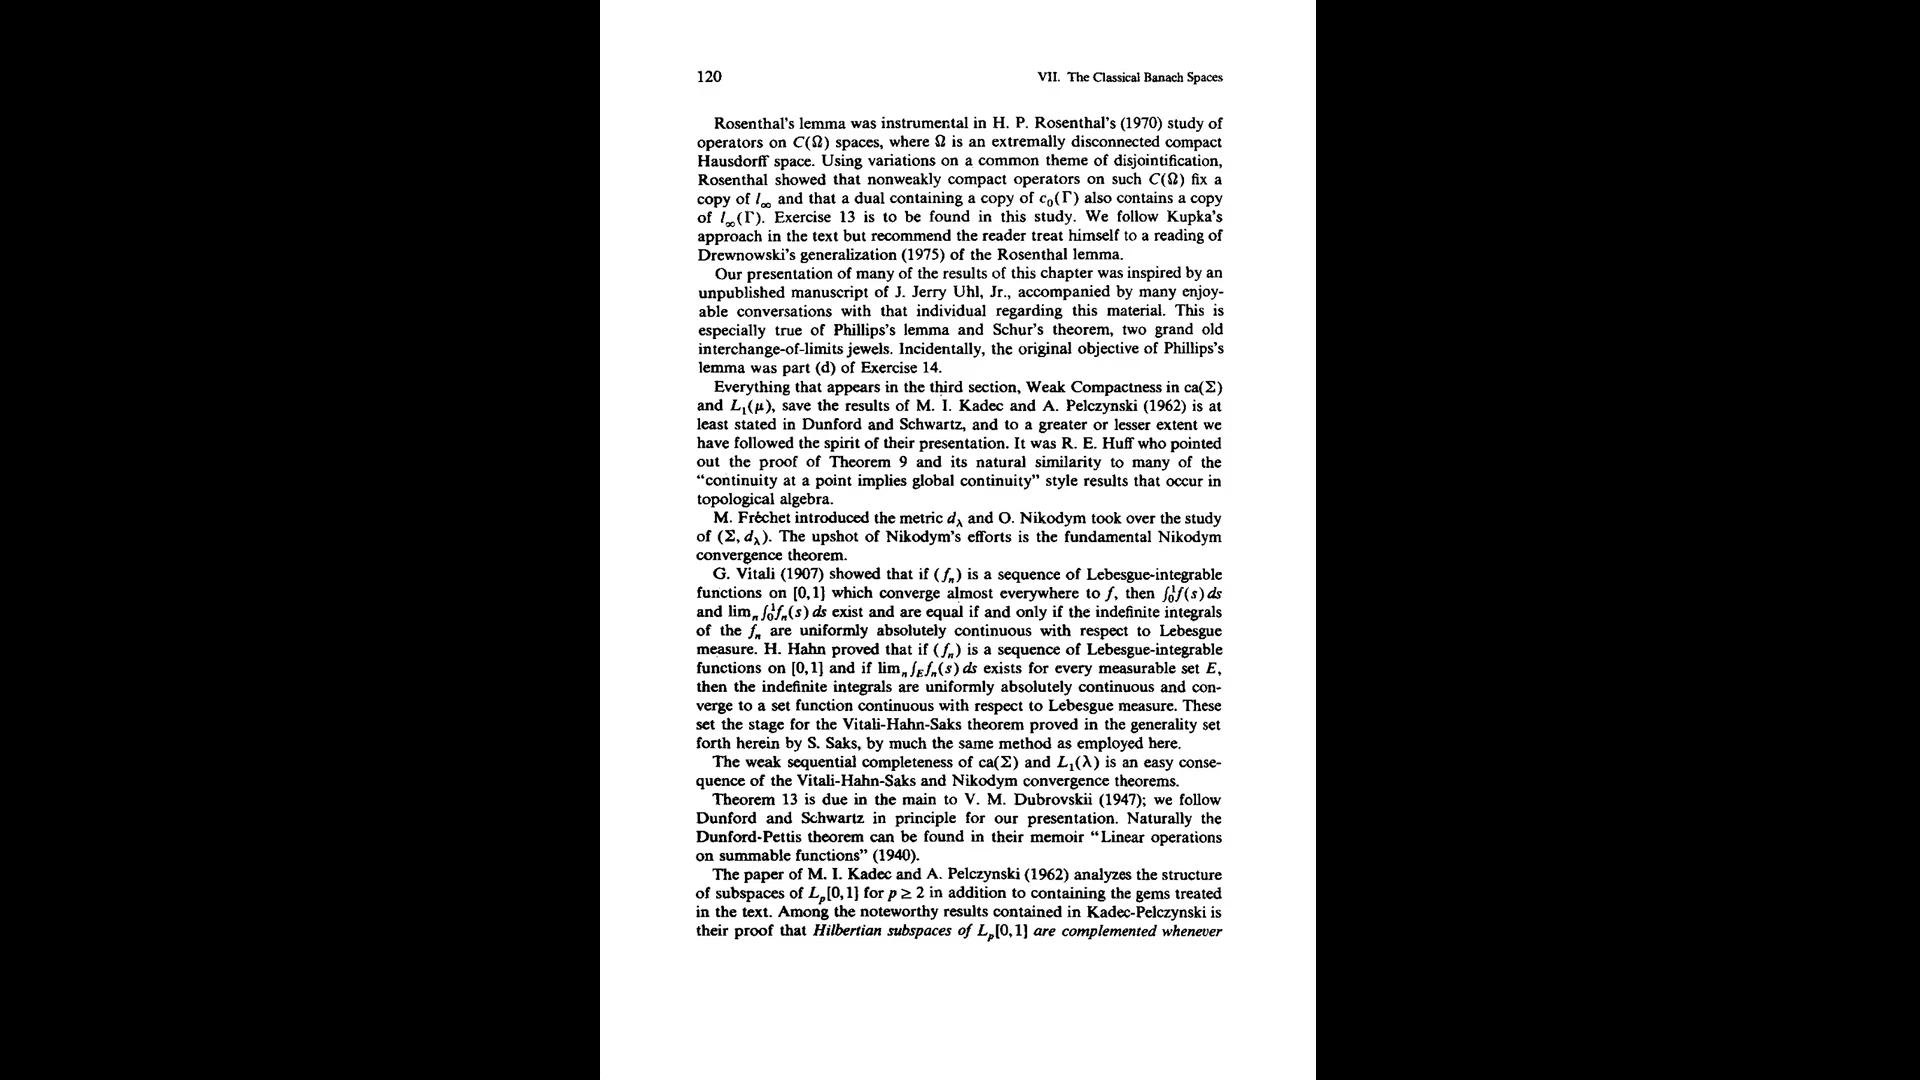 120 VII. The Classical Banach Spaces
Rosenthal's lemma was instrumental in H. P. Rosenthal's (1970) study of
operators on C(Ω) spaces, where Ω is an extremally disconnected compact
Hausdorff space. Using variations on a common theme of disjointification,
Rosenthal showed that nonweakly compact operators on such C(Ω) fix a
copy of l∞ and that a dual containing a copy of c₀(Γ) also contains a copy
of l∞(Γ). Exercise 13 is to be found in this study. We follow Kupka's
approach in the text but recommend the reader treat himself to a reading of
Drewnowski's generalization (1975) of the Rosenthal lemma.
Our presentation of many of the results of this chapter was inspired by an
unpublished manuscript of J. Jerry Uhl, Jr., accompanied by many enjoy-
able conversations with that individual regarding this material. This is
especially true of Phillips's lemma and Schur's theorem, two grand old
interchange-of-limits jewels. Incidentally, the original objective of Phillips's
lemma was part (d) of Exercise 14.
Everything that appears in the third section, Weak Compactness in ca(Σ)
and L₁(μ), save the results of M. I. Kadec and A. Pelczynski (1962) is at
least stated in Dunford and Schwartz, and to a greater or lesser extent we
have followed the spirit of their presentation. It was R. E. Huff who pointed
out the proof of Theorem 9 and its natural similarity to many of the
“continuity at a point implies global continuity” style results that occur in
topological algebra.
M. Fréchet introduced the metric d_λ and O. Nikodym took over the study
of (Σ, d_λ). The upshot of Nikodym's efforts is the fundamental Nikodym
convergence theorem.
G. Vitali (1907) showed that if (fₙ) is a sequence of Lebesgue-integrable
functions on [0,1] which converge almost everywhere to f, then ∫₀¹f(s) ds
and limₙ∫₀¹fₙ(s) ds exist and are equal if and only if the indefinite integrals
of the fₙ are uniformly absolutely continuous with respect to Lebesgue
measure. H. Hahn proved that if (fₙ) is a sequence of Lebesgue-integrable
functions on [0,1] and if limₙ∫_E fₙ(s) ds exists for every measurable set E,
then the indefinite integrals are uniformly absolutely continuous and con-
verge to a set function continuous with respect to Lebesgue measure. These
set the stage for the Vitali-Hahn-Saks theorem proved in the generality set
forth herein by S. Saks, by much the same method as employed here.
The weak sequential completeness of ca(Σ) and L₁(λ) is an easy conse-
quence of the Vitali-Hahn-Saks and Nikodym convergence theorems.
Theorem 13 is due in the main to V. M. Dubrovskii (1947); we follow
Dunford and Schwartz in principle for our presentation. Naturally the
Dunford-Pettis theorem can be found in their memoir “Linear operations
on summable functions” (1940).
The paper of M. I. Kadec and A. Pelczynski (1962) analyzes the structure
of subspaces of Lₚ[0,1] for p ≥ 2 in addition to containing the gems treated
in the text. Among the noteworthy results contained in Kadec-Pelczynski is
their proof that Hilbertian subspaces of Lₚ[0,1] are complemented whenever